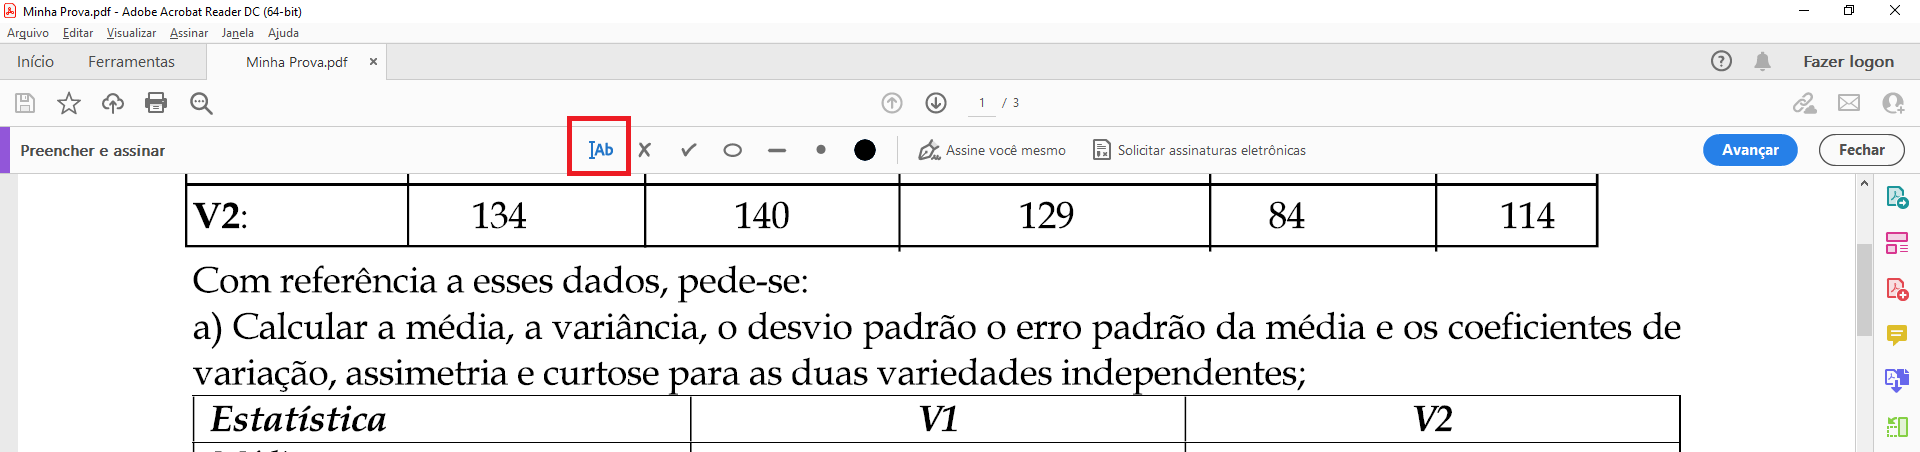 Minha Prova.pdf - Adobe Acrobat Reader DC (64-bit)
Arquivo Editar Visualizar Assinar Janela Ajuda
Início Ferramentas Minha Prova.pdf × ? Fazer logon
1 / 3
Preencher e assinar Ab Assine você mesmo Solicitar assinaturas eletrônicas Avançar Fechar
V2: 134 140 129 84 114
Com referência a esses dados, pede-se:
a) Calcular a média, a variância, o desvio padrão o erro padrão da média e os coeficientes de
variação, assimetria e curtose para as duas variedades independentes;
Estatística V1 V2